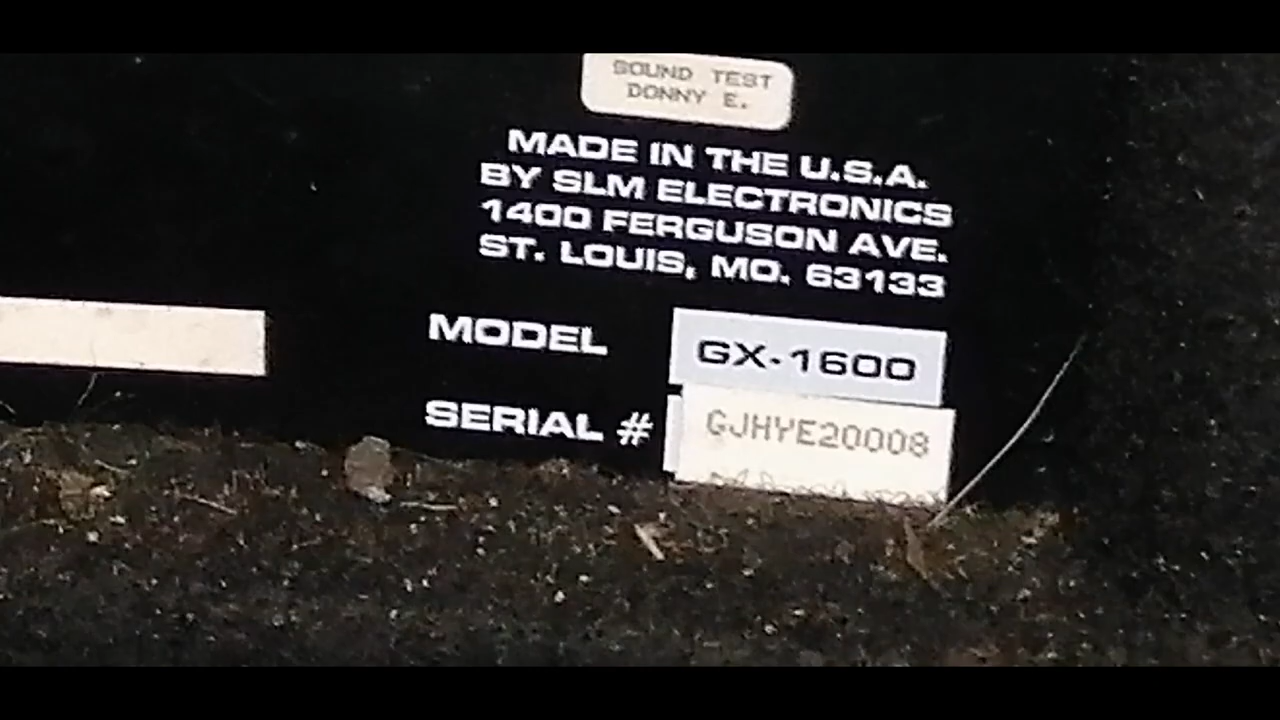 SOUND TEST
DONNY E.
MADE IN THE U.S.A.
BY SLM ELECTRONICS
1400 FERGUSON AVE.
ST. LOUIS, MO. 63133
MODEL GX-1600
SERIAL # GJHYE20008